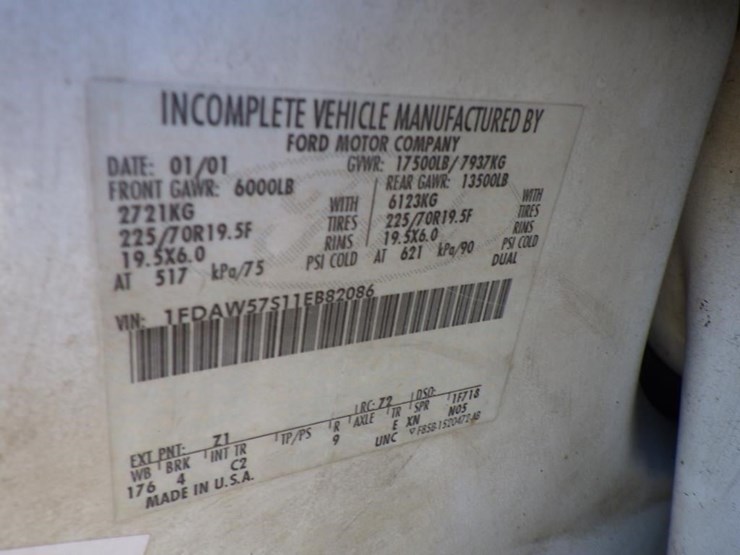 INCOMPLETE VEHICLE MANUFACTURED BY
FORD MOTOR COMPANY
DATE: 01/01 GVWR: 17500LB/ 7937KG
FRONT GAWR: 6000LB REAR GAWR: 13500LB
2721KG WITH 6123KG WITH
225/70R19.5F TIRES 225/70R19.5F TIRES
19.5X6.0 RIMS 19.5X6.0 RIMS
AT 517 kPa/75 PSI COLD AT 621 kPa/90 PSI COLD
DUAL
VIN: 1FDAW57S11EB82086
EXT PNT: Z1 RC: 72 DSO: 1F718
WB BRK INT TR TP/PS R AXLE TR SPR N05
176 4 C2 9 E XN
UNC
MADE IN U.S.A.